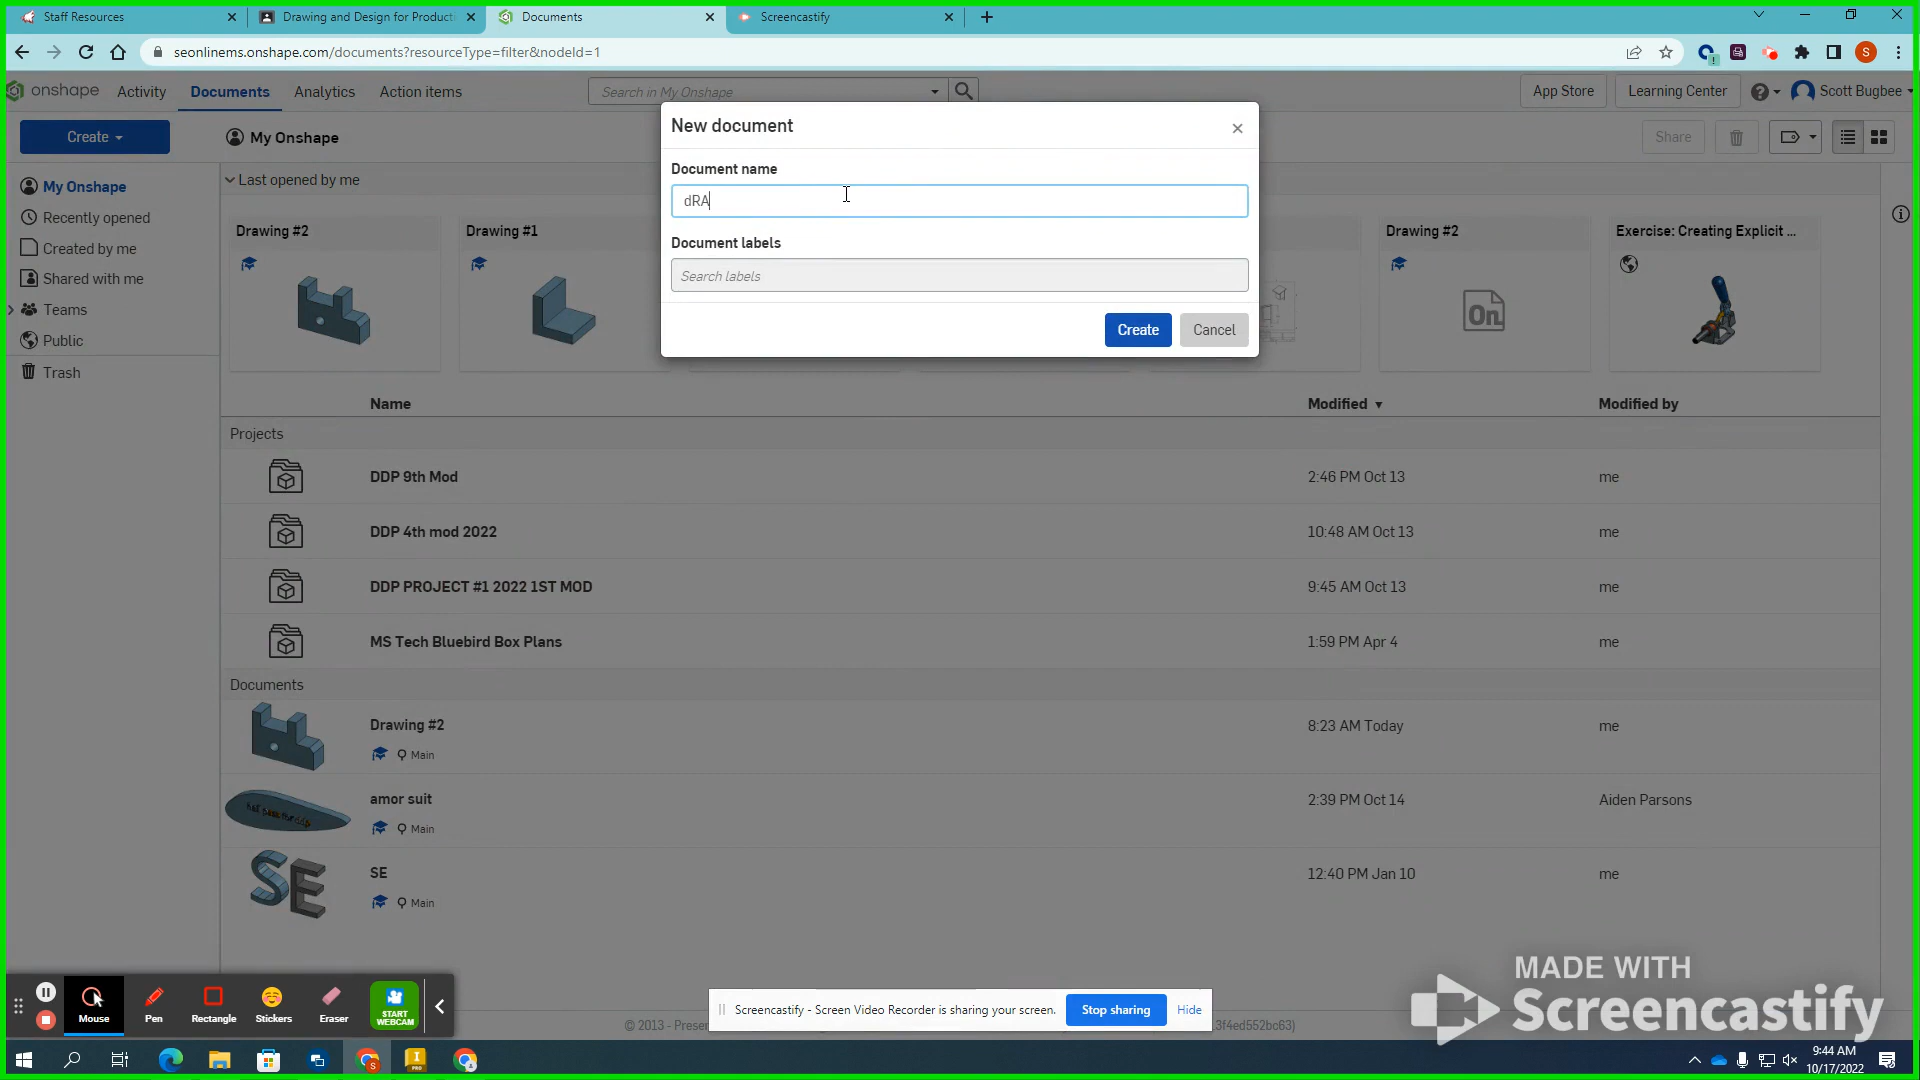 Staff Resources
Drawing and Design for Producti
Documents
Screencastify
seonlinems.onshape.com/documents?resourceType=filter&nodeId=1
S
onshape
Activity
Documents
Analytics
Action items
Search in My Onshape
App Store
Learning Center
Scott Bugbee
Create
My Onshape
Share
New document
Document name
dRA
Document labels
Search labels
Create
Cancel
My Onshape
Recently opened
Created by me
Shared with me
Teams
Public
Trash
Last opened by me
Drawing #2
Drawing #1
Drawing #2
On
Exercise: Creating Explicit ...
Name
Modified
Modified by
Projects
DDP 9th Mod
2:46 PM Oct 13
me
DDP 4th mod 2022
10:48 AM Oct 13
me
DDP PROJECT #1 2022 1ST MOD
9:45 AM Oct 13
me
MS Tech Bluebird Box Plans
1:59 PM Apr 4
me
Documents
Drawing #2
Main
8:23 AM Today
me
amor suit
Main
2:39 PM Oct 14
Aiden Parsons
SE
SE
Main
12:40 PM Jan 10
me
Mouse
Pen
Rectangle
Stickers
Eraser
START
WEBCAM
Screencastify - Screen Video Recorder is sharing your screen.
Stop sharing
Hide
© 2013 - Presen
3f4ed552bc63)
MADE WITH
Screencastify
9:44 AM
10/17/2022